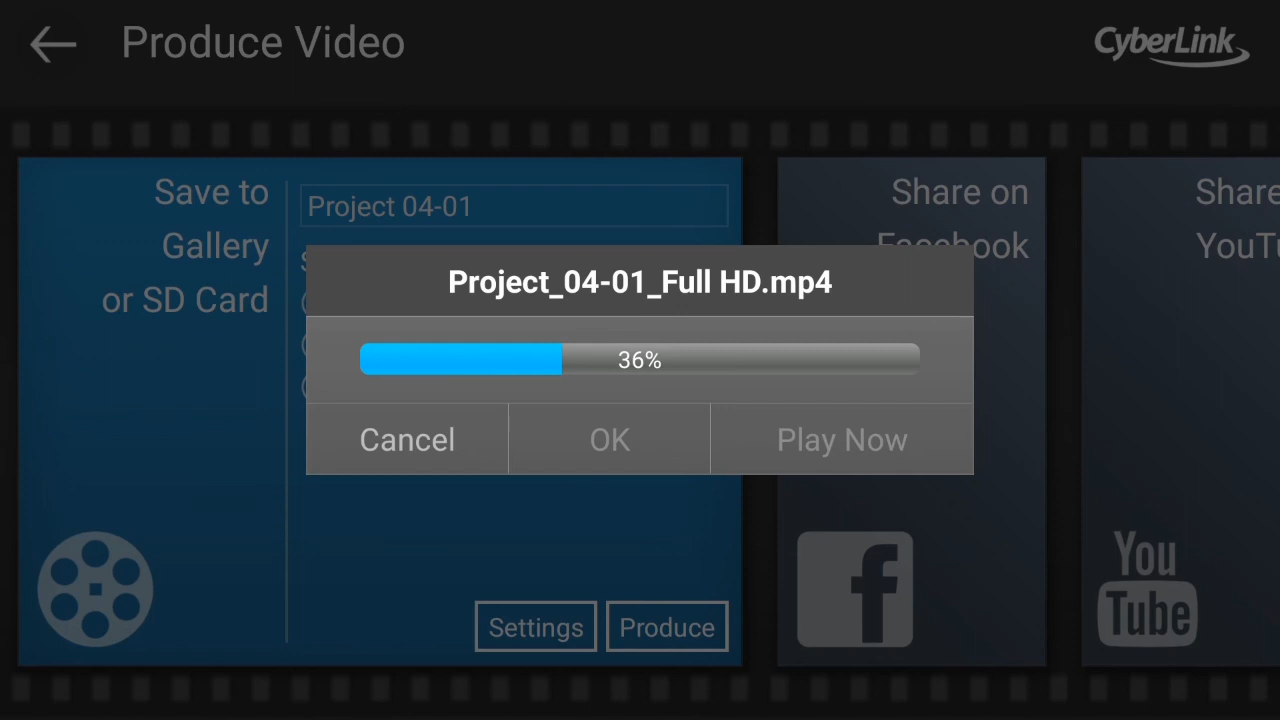 Produce Video
CyberLink
Save to
Gallery
or SD Card
Project 04-01
Share on
Facebook
Share
Project_04-01_Full HD.mp4
36%
Cancel
OK
Play Now
Settings
Produce
f
You
Tube